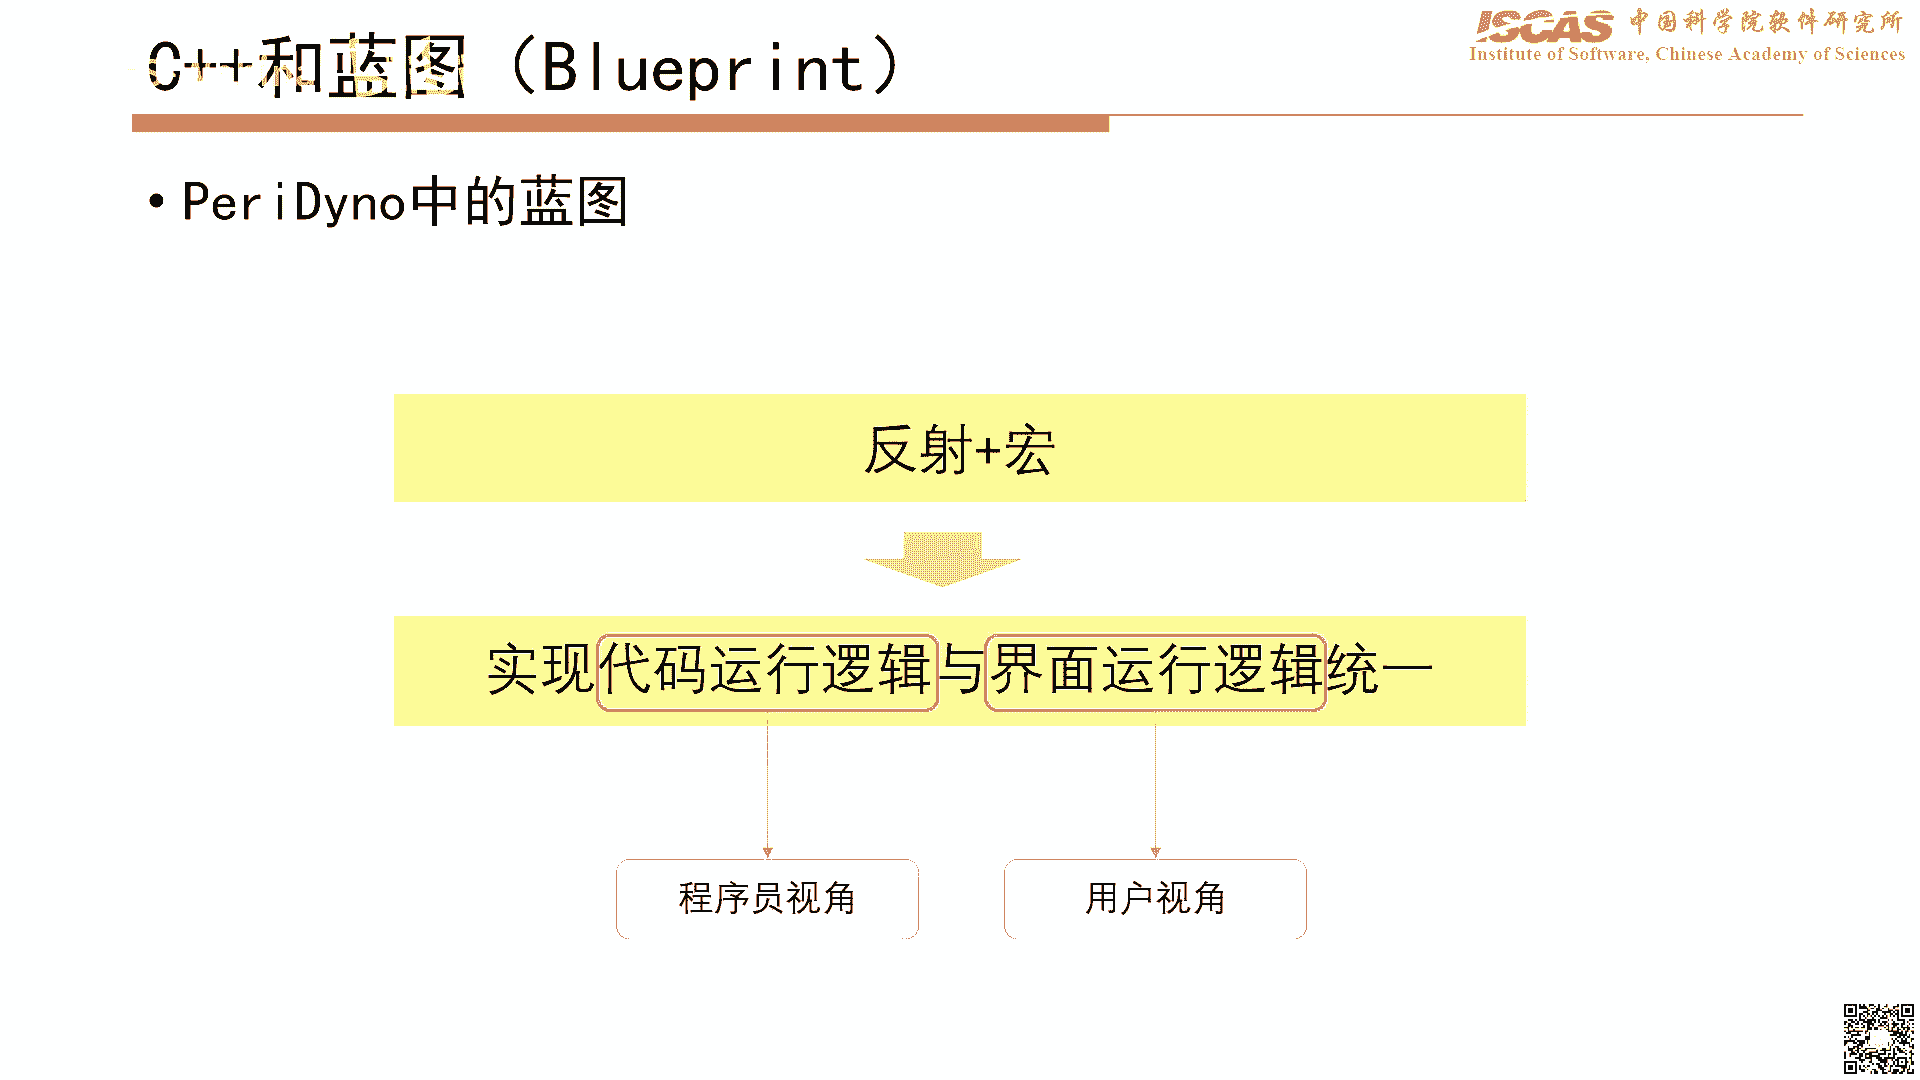 C++和蓝图（Blueprint）
ISCAS 中国科学院软件研究所
Institute of Software, Chinese Academy of Sciences
• PeriDyno中的蓝图
反射+宏
实现代码运行逻辑与界面运行逻辑统一
程序员视角
用户视角